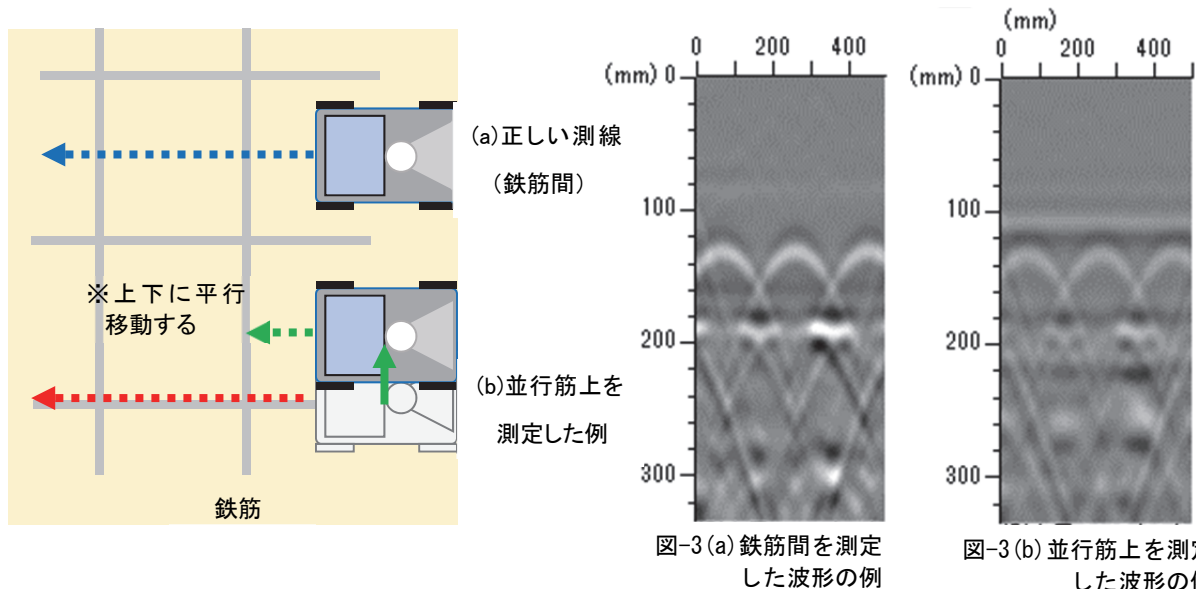 (a)正しい測線
（鉄筋間）
※上下に平行
移動する
(b)並行筋上を
測定した例
鉄筋
0 200 400
(mm) 0
100
200
300
図-3(a)鉄筋間を測定
した波形の例
(mm)
0 200 400
(mm) 0
100
200
300
図-3(b)並行筋上を測定
した波形の例